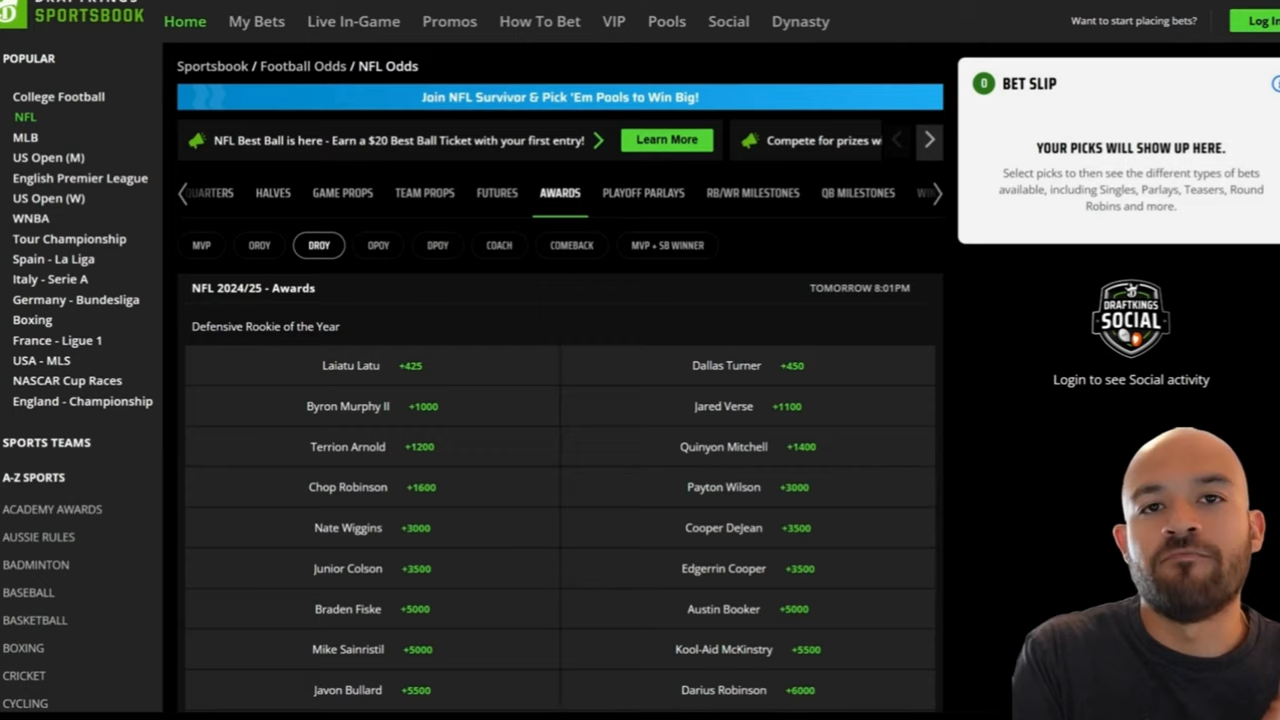 SPORTSBOOK
Home My Bets Live In-Game Promos How To Bet VIP Pools Social Dynasty
Want to start placing bets?
Log In
POPULAR
College Football
NFL
MLB
US Open (M)
English Premier League
US Open (W)
WNBA
Tour Championship
Spain - La Liga
Italy - Serie A
Germany - Bundesliga
Boxing
France - Ligue 1
USA - MLS
NASCAR Cup Races
England - Championship
SPORTS TEAMS
A-Z SPORTS
ACADEMY AWARDS
AUSSIE RULES
BADMINTON
BASEBALL
BASKETBALL
BOXING
CRICKET
CYCLING
Sportsbook / Football Odds / NFL Odds
Join NFL Survivor & Pick 'Em Pools to Win Big!
NFL Best Ball is here - Earn a $20 Best Ball Ticket with your first entry!
Learn More
Compete for prizes w
UARTERS HALVES GAME PROPS TEAM PROPS FUTURES AWARDS PLAYOFF PARLAYS RB/WR MILESTONES QB MILESTONES
MVP OROY DROY OPOY DPOY COACH COMEBACK MVP + SB WINNER
NFL 2024/25 - Awards
TOMORROW 8:01PM
Defensive Rookie of the Year
Laiatu Latu +425 Dallas Turner +450
Byron Murphy II +1000 Jared Verse +1100
Terrion Arnold +1200 Quinyon Mitchell +1400
Chop Robinson +1600 Payton Wilson +3000
Nate Wiggins +3000 Cooper DeJean +3500
Junior Colson +3500 Edgerrin Cooper +3500
Braden Fiske +5000 Austin Booker +5000
Mike Sainristil +5000 Kool-Aid McKinstry +5500
Javon Bullard +5500 Darius Robinson +6000
0 BET SLIP
YOUR PICKS WILL SHOW UP HERE.
Select picks to then see the different types of bets
available, including Singles, Parlays, Teasers, Round
Robins and more.
DRAFTKINGS
SOCIAL
Login to see Social activity